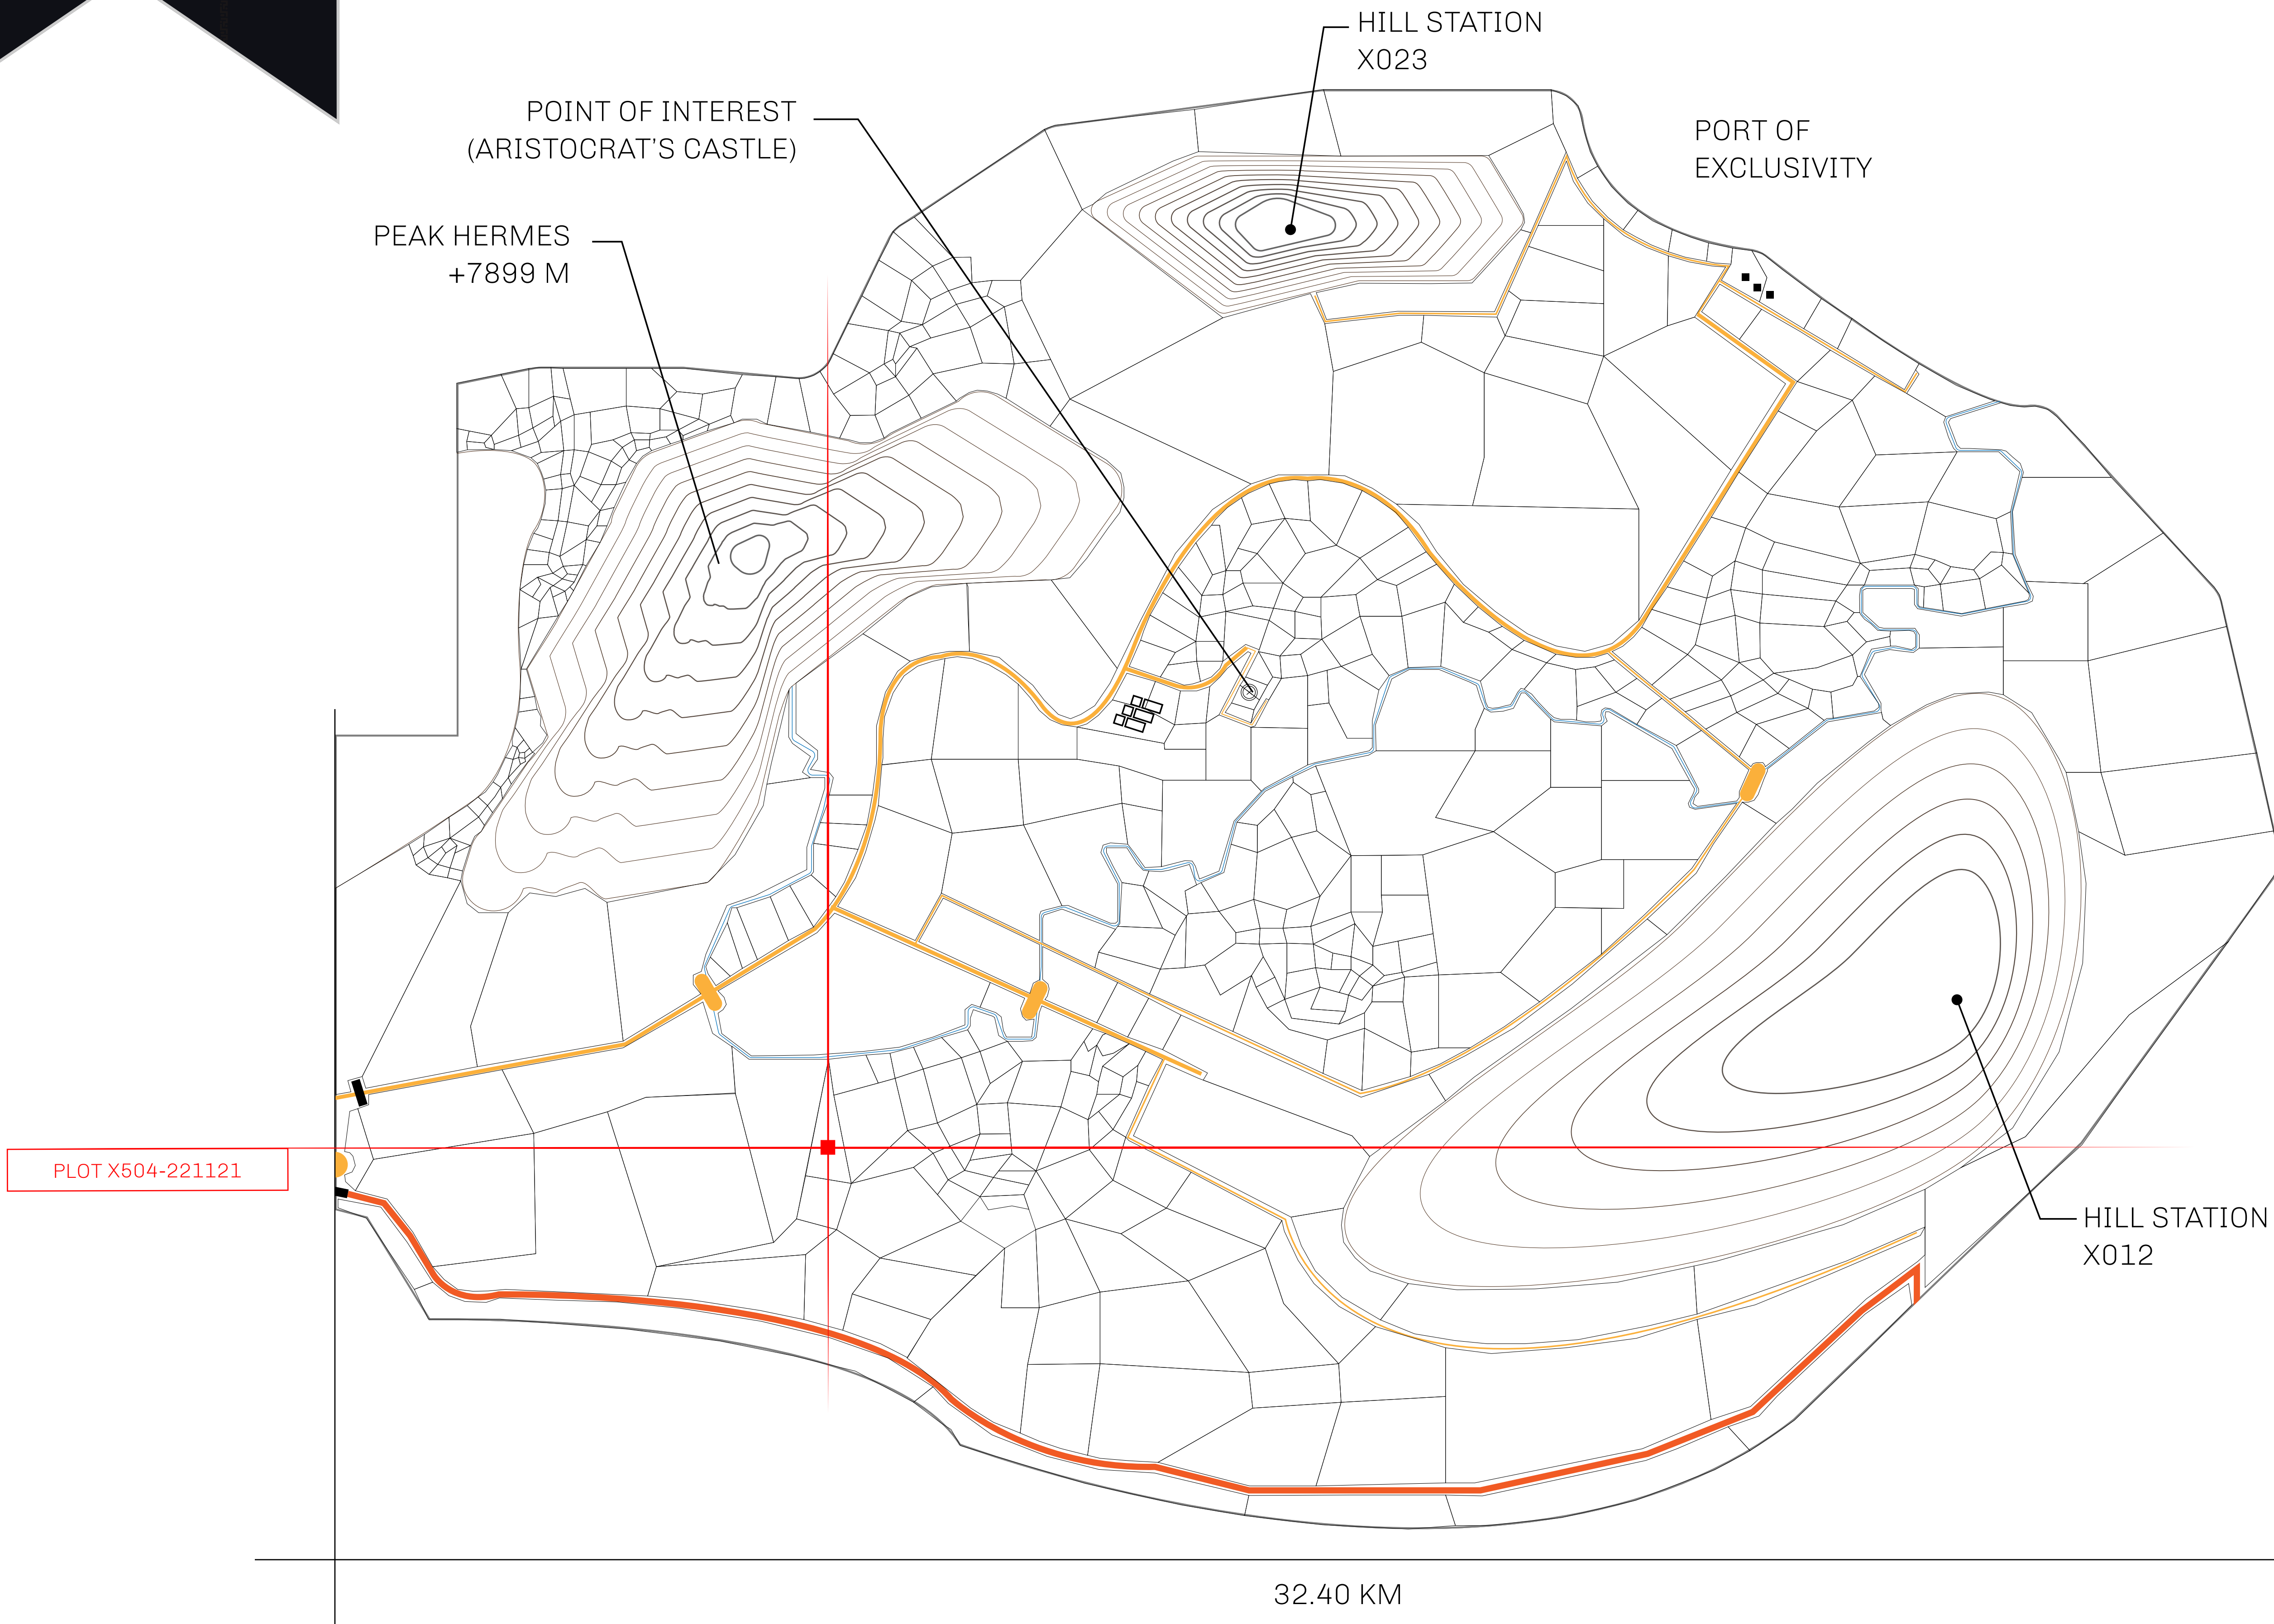 HILL STATION
X023
POINT OF INTEREST
(ARISTOCRAT'S CASTLE)
PORT OF
EXCLUSIVITY
PEAK HERMES
+7899 M
PLOT X504-221121
HILL STATION
X012
32.40 KM